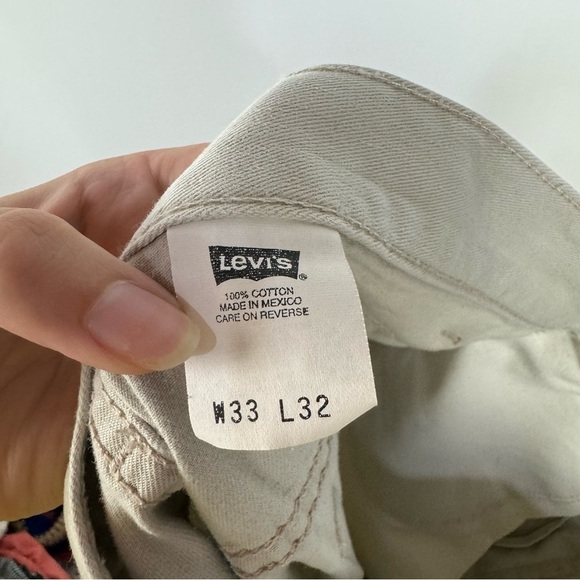 Levi's
100% COTTON
MADE IN MEXICO
CARE ON REVERSE
W33 L32